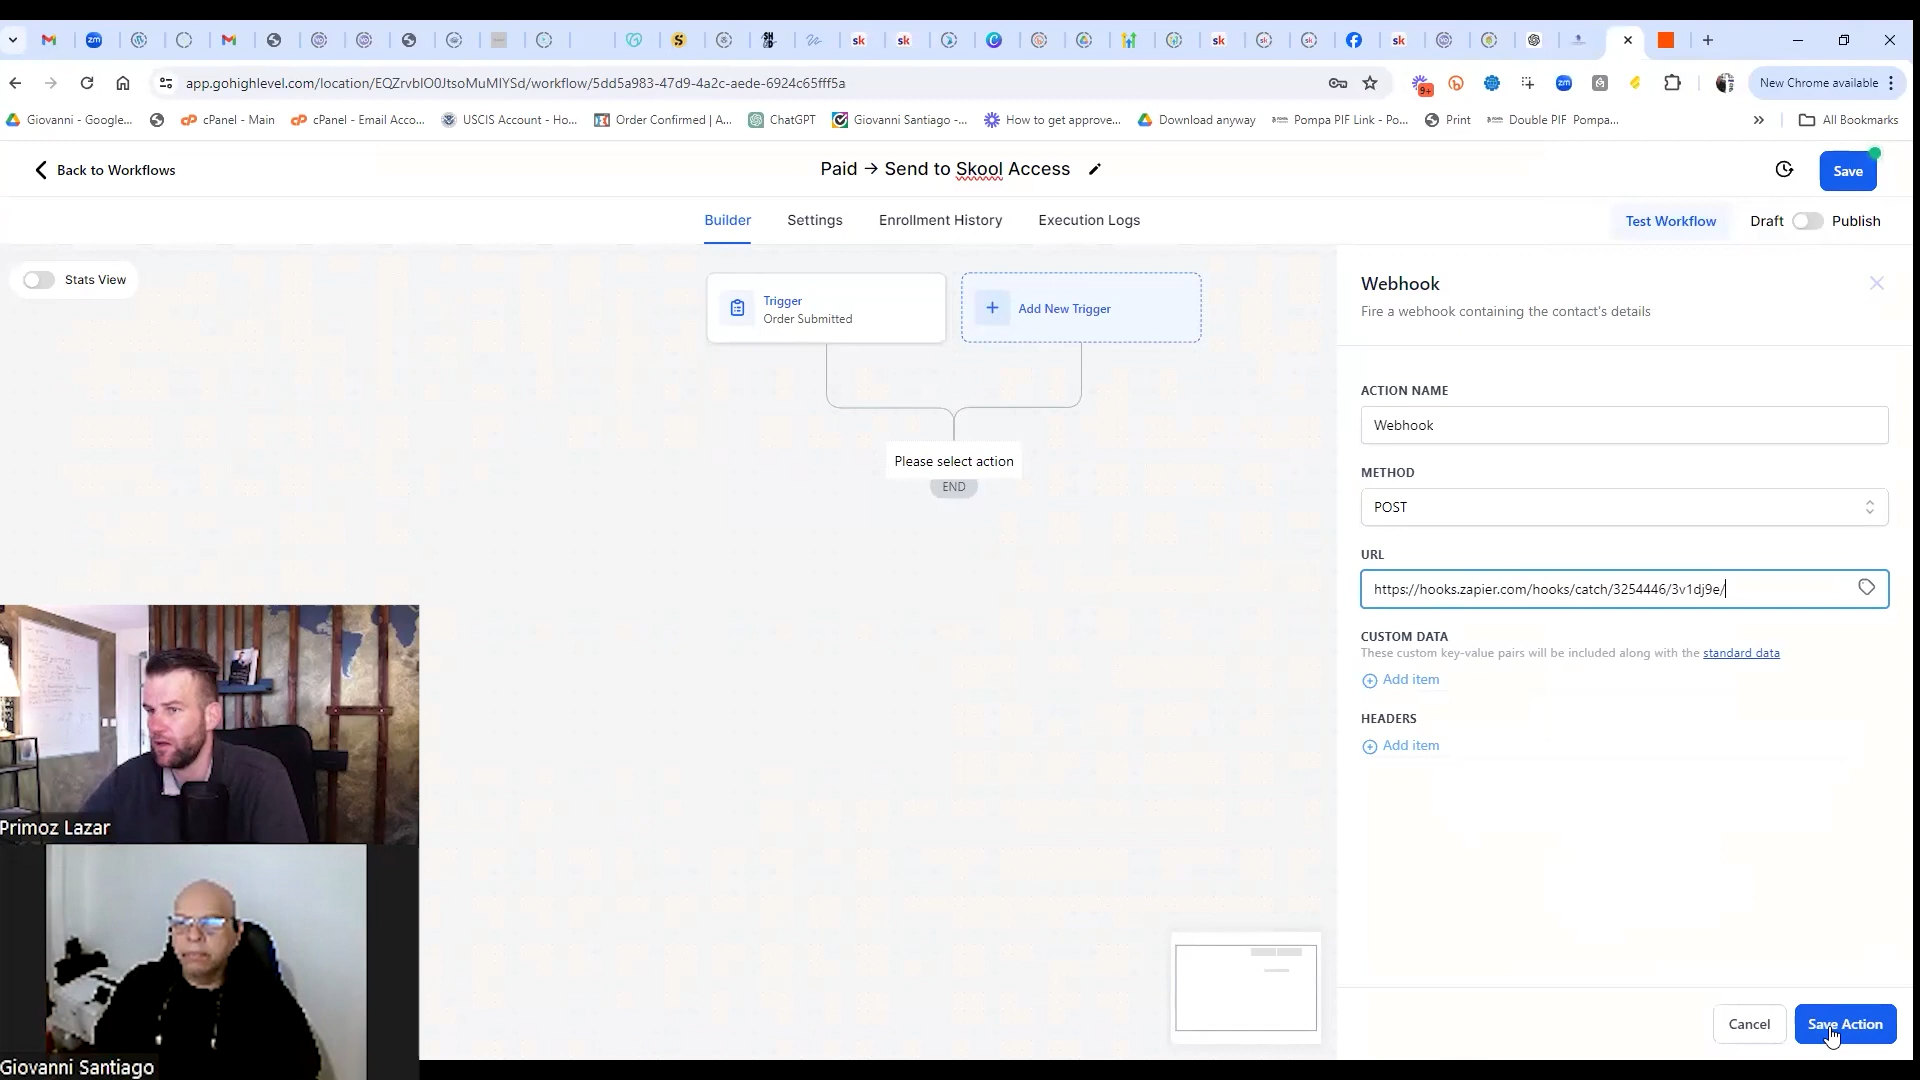 app.gohighlevel.com/location/EQZrvblO0JtsoMuMlYSd/workflow/5dd5a983-47d9-4a2c-aede-6924c65fff5a
9+
New Chrome available
Giovanni - Google...
cPanel - Main
cPanel - Email Acco...
USCIS Account - Ho...
Order Confirmed | A...
ChatGPT
Giovanni Santiago -...
How to get approve...
Download anyway
Pompa PIF Link - Po...
Print
Double PIF Pompa...
All Bookmarks
Back to Workflows
Paid → Send to Skool Access
Save
Builder
Settings
Enrollment History
Execution Logs
Test Workflow
Draft
Publish
Stats View
Trigger
Order Submitted
Add New Trigger
Please select action
END
Webhook
Fire a webhook containing the contact's details
ACTION NAME
Webhook
METHOD
POST
URL
https://hooks.zapier.com/hooks/catch/3254446/3v1dj9e/
CUSTOM DATA
These custom key-value pairs will be included along with the standard data
Add item
HEADERS
Add item
Cancel
Save Action
Primoz Lazar
Giovanni Santiago